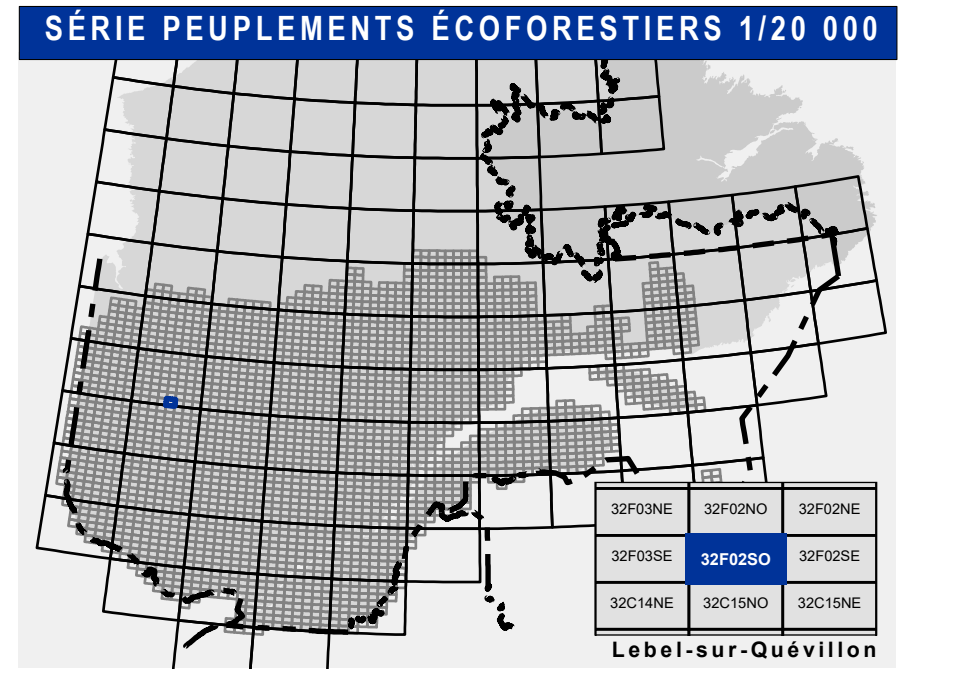 SÉRIE PEUPLEMENTS ÉCOFORESTIERS 1/20 000
32F03NE 32F02NO 32F02NE
32F03SE 32F02SO 32F02SE
32C14NE 32C15NO 32C15NE
Lebel-sur-Quévillon